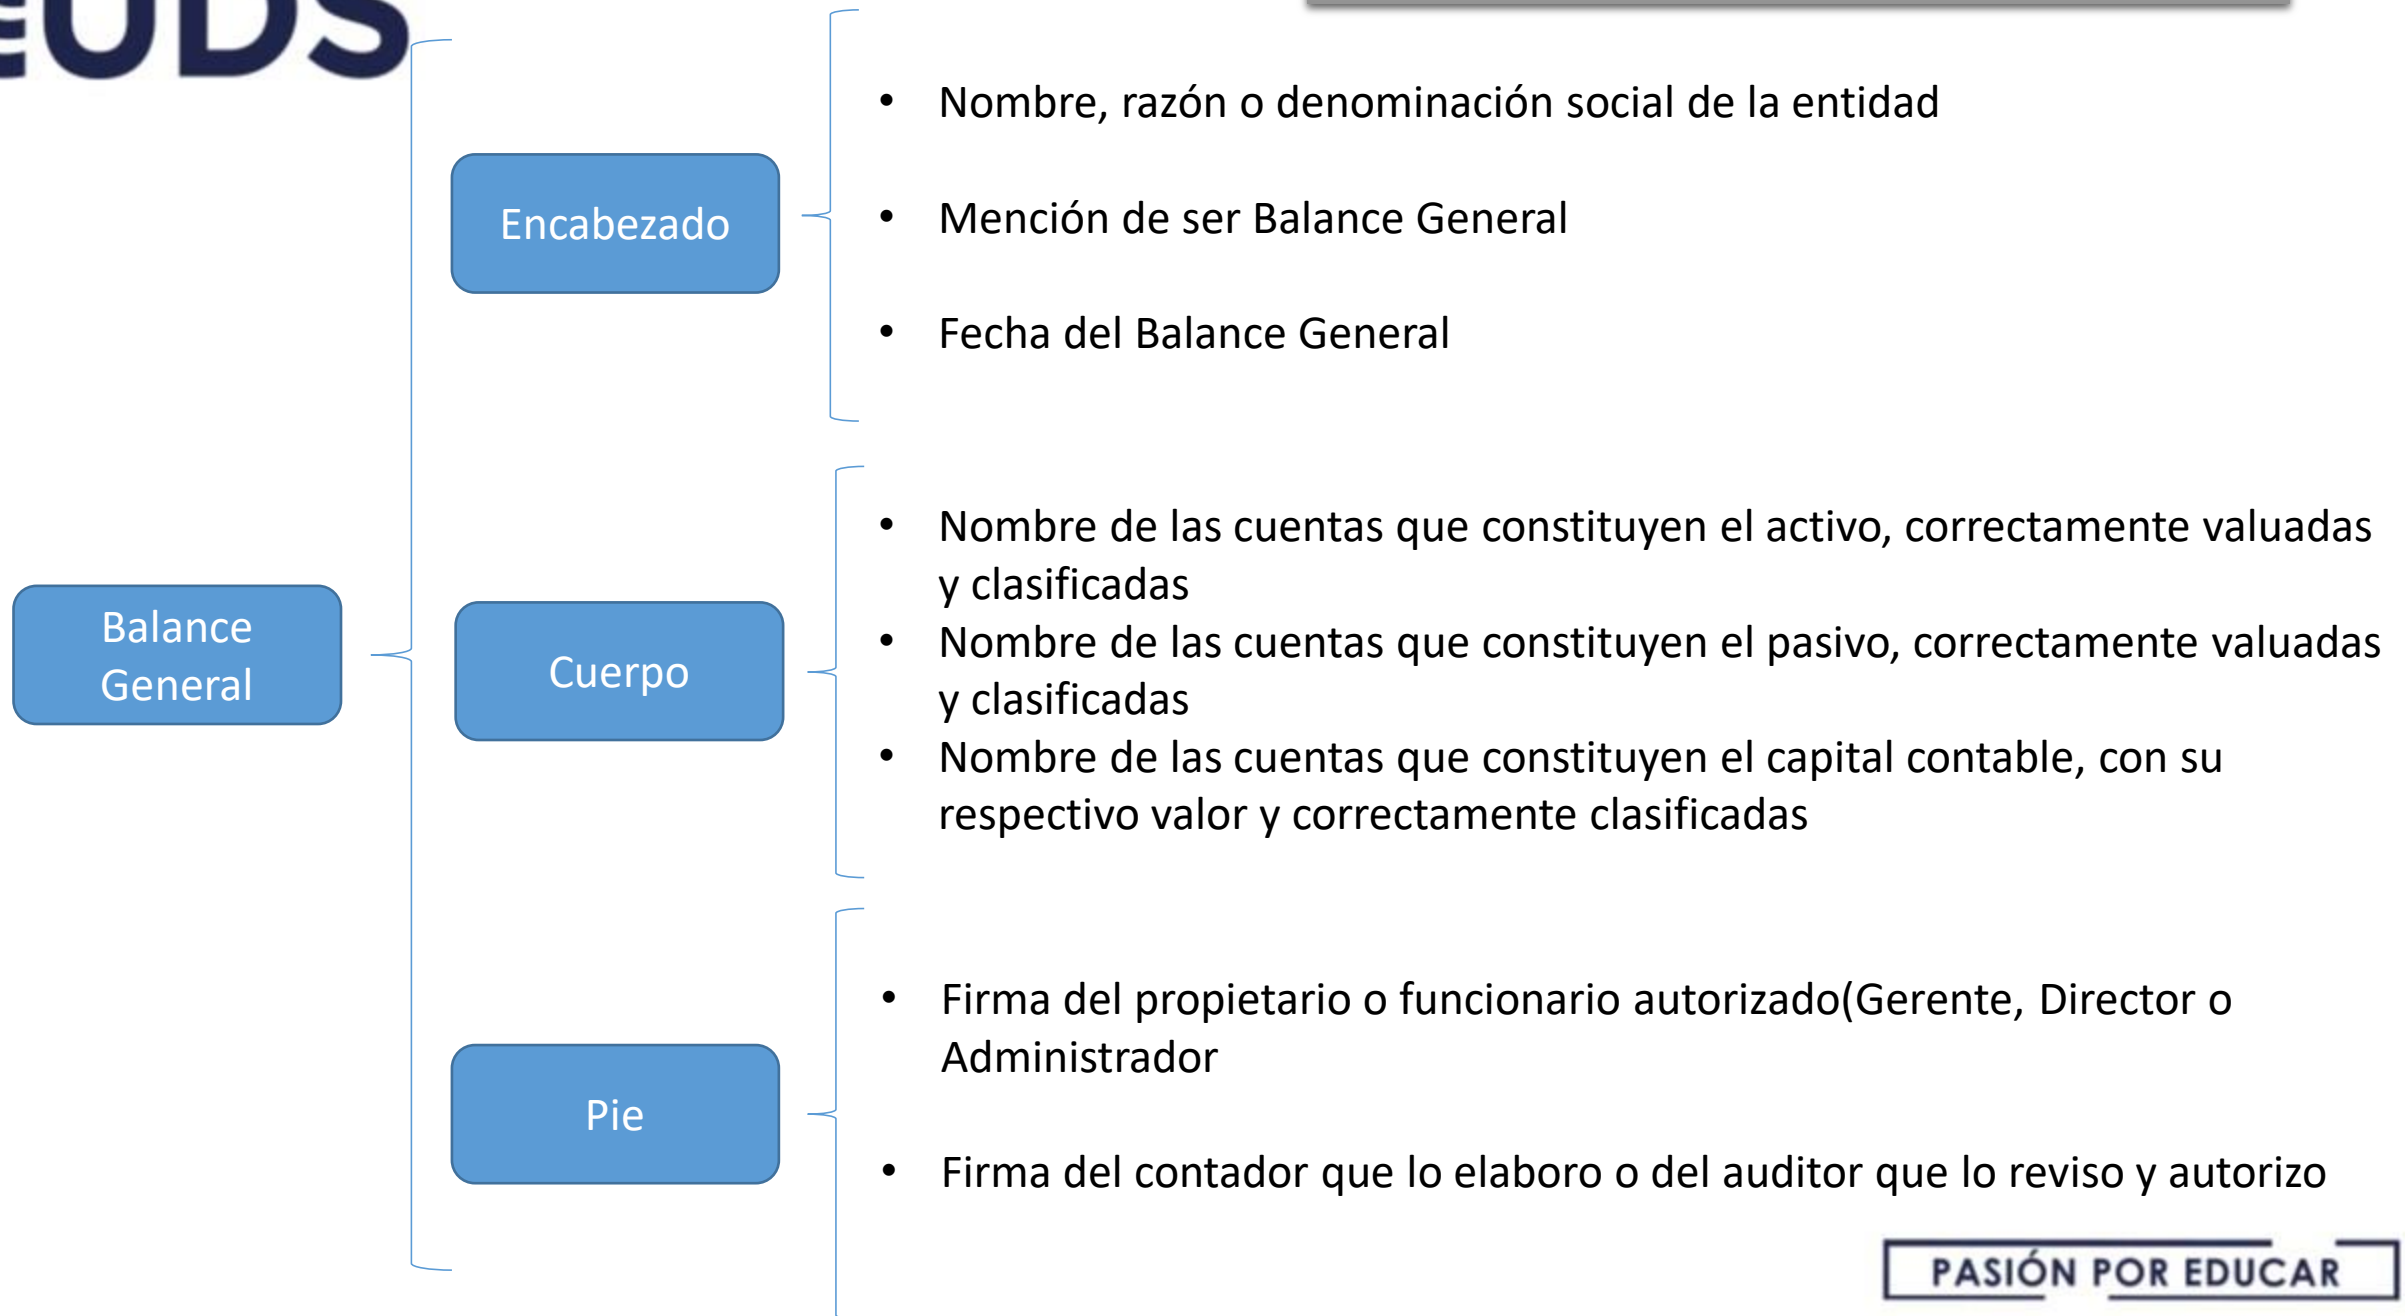 UDS
Nombre, razón o denominación social de la entidad
Encabezado
Mención de ser Balance General
Fecha del Balance General
Balance
General
Cuerpo
Nombre de las cuentas que constituyen el activo, correctamente valuadas
y clasificadas
Nombre de las cuentas que constituyen el pasivo, correctamente valuadas
y clasificadas
Nombre de las cuentas que constituyen el capital contable, con su
respectivo valor y correctamente clasificadas
Pie
Firma del propietario o funcionario autorizado(Gerente, Director o
Administrador
Firma del contador que lo elaboro o del auditor que lo reviso y autorizo
PASIÓN POR EDUCAR